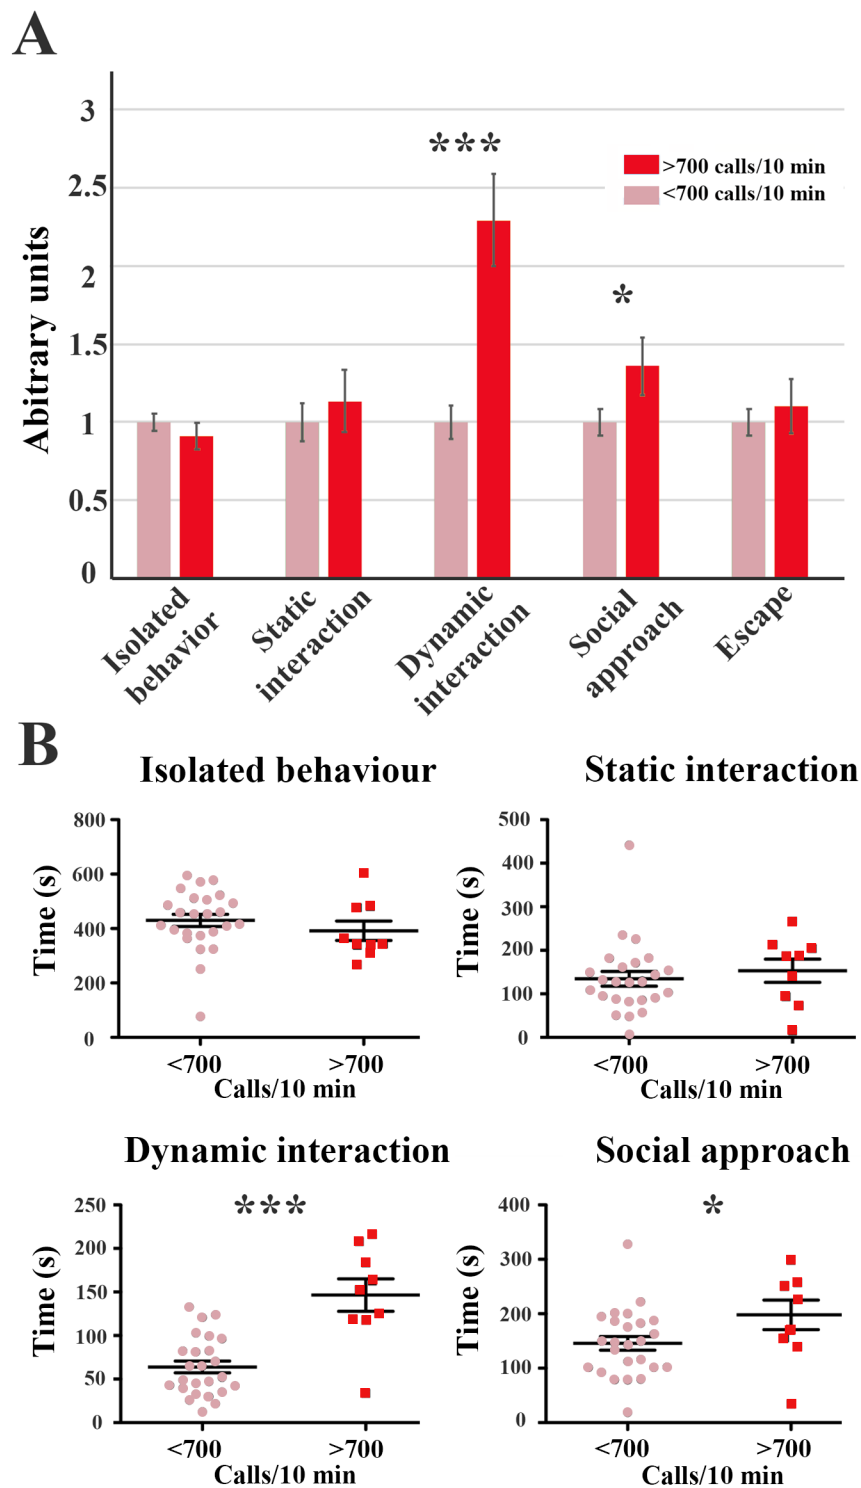 A
Abitrary units
3
2.5
2
1.5
1
0.5
0
***
*
>700 calls/10 min
<700 calls/10 min
Isolated
behavior
Static
interaction
Dynamic
interaction
Social
approach
Escape
B
Isolated behaviour
Time (s)
800
600
400
200
0
<700
>700
Calls/10 min
Static interaction
Time (s)
500
400
300
200
100
0
<700
>700
Calls/10 min
Dynamic interaction
***
Time (s)
250
200
150
100
50
0
<700
>700
Calls/10 min
Social approach
*
Time (s)
400
300
200
100
0
<700
>700
Calls/10 min